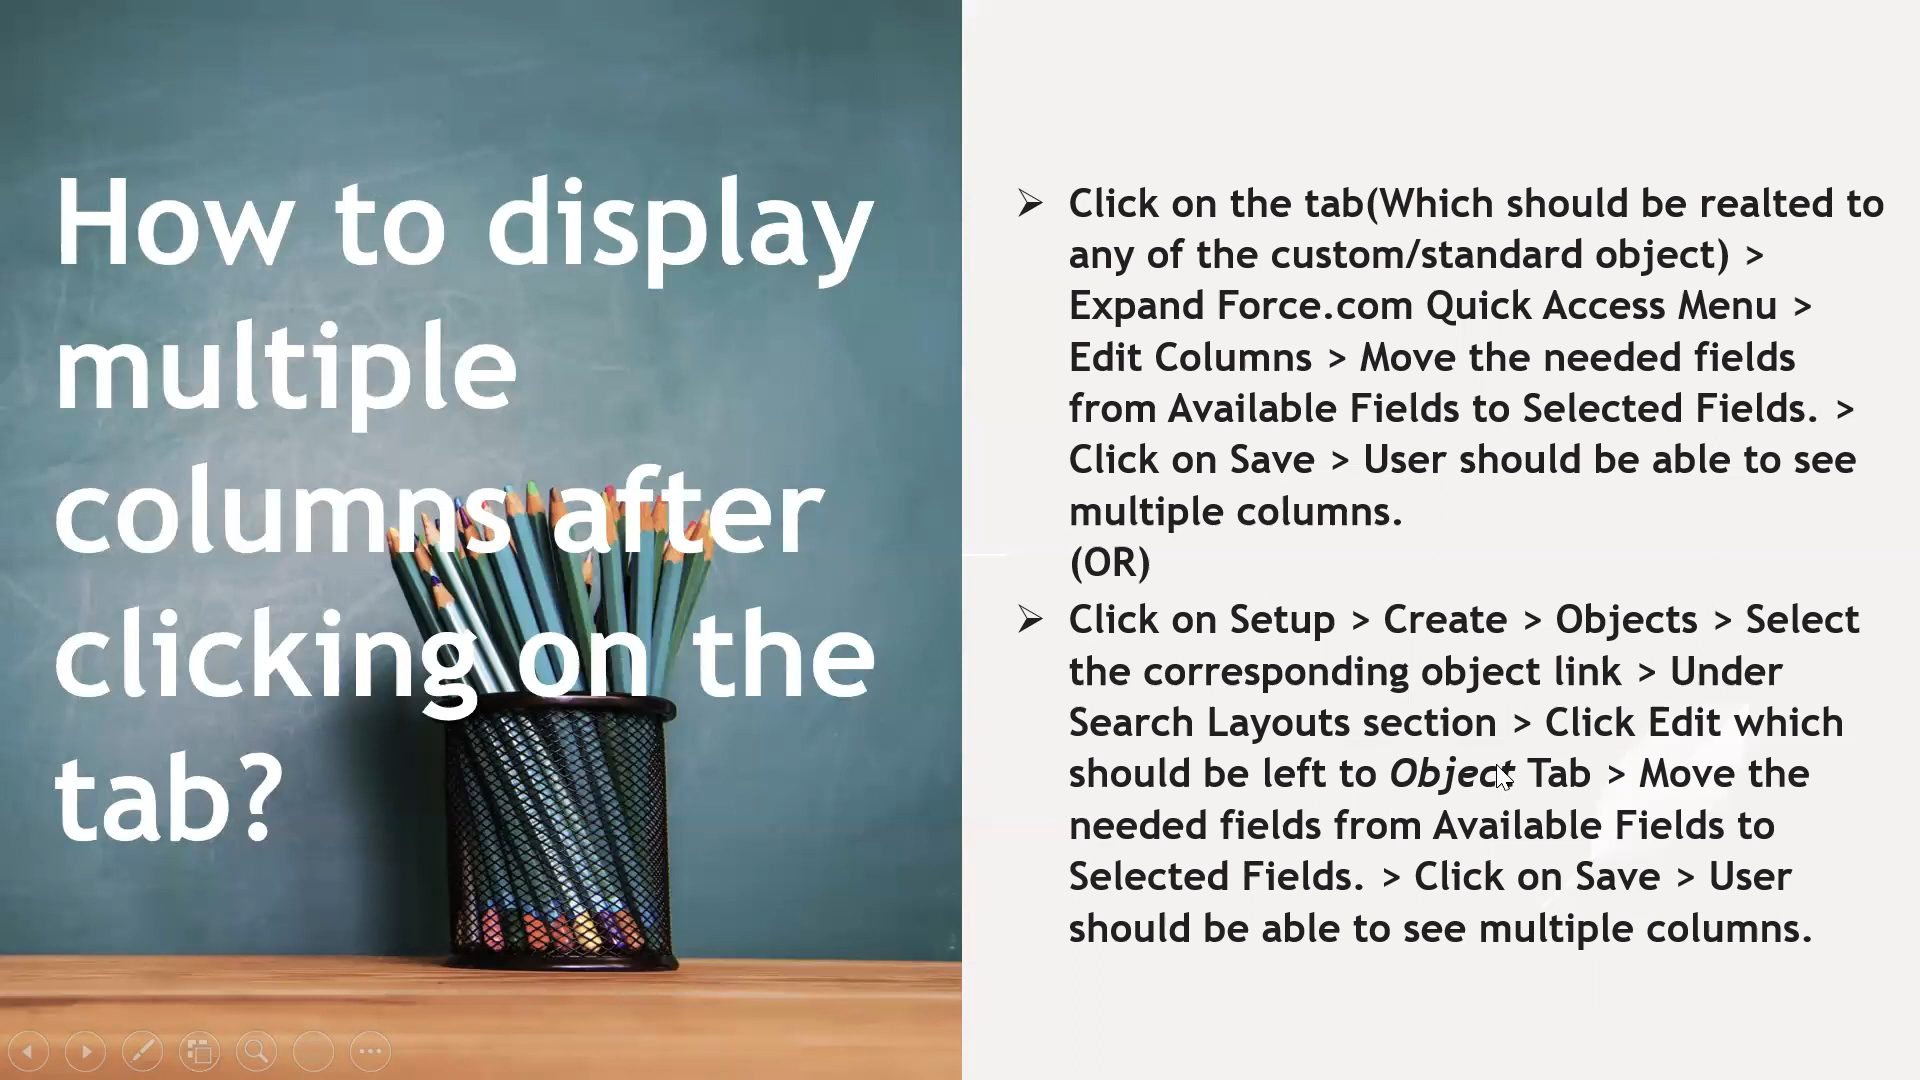 How to display
multiple
columns after
clicking on the
tab?
➢ Click on the tab(Which should be realted to
any of the custom/standard object) >
Expand Force.com Quick Access Menu >
Edit Columns > Move the needed fields
from Available Fields to Selected Fields. >
Click on Save > User should be able to see
multiple columns.
(OR)
➢ Click on Setup > Create > Objects > Select
the corresponding object link > Under
Search Layouts section > Click Edit which
should be left to Object Tab > Move the
needed fields from Available Fields to
Selected Fields. > Click on Save > User
should be able to see multiple columns.